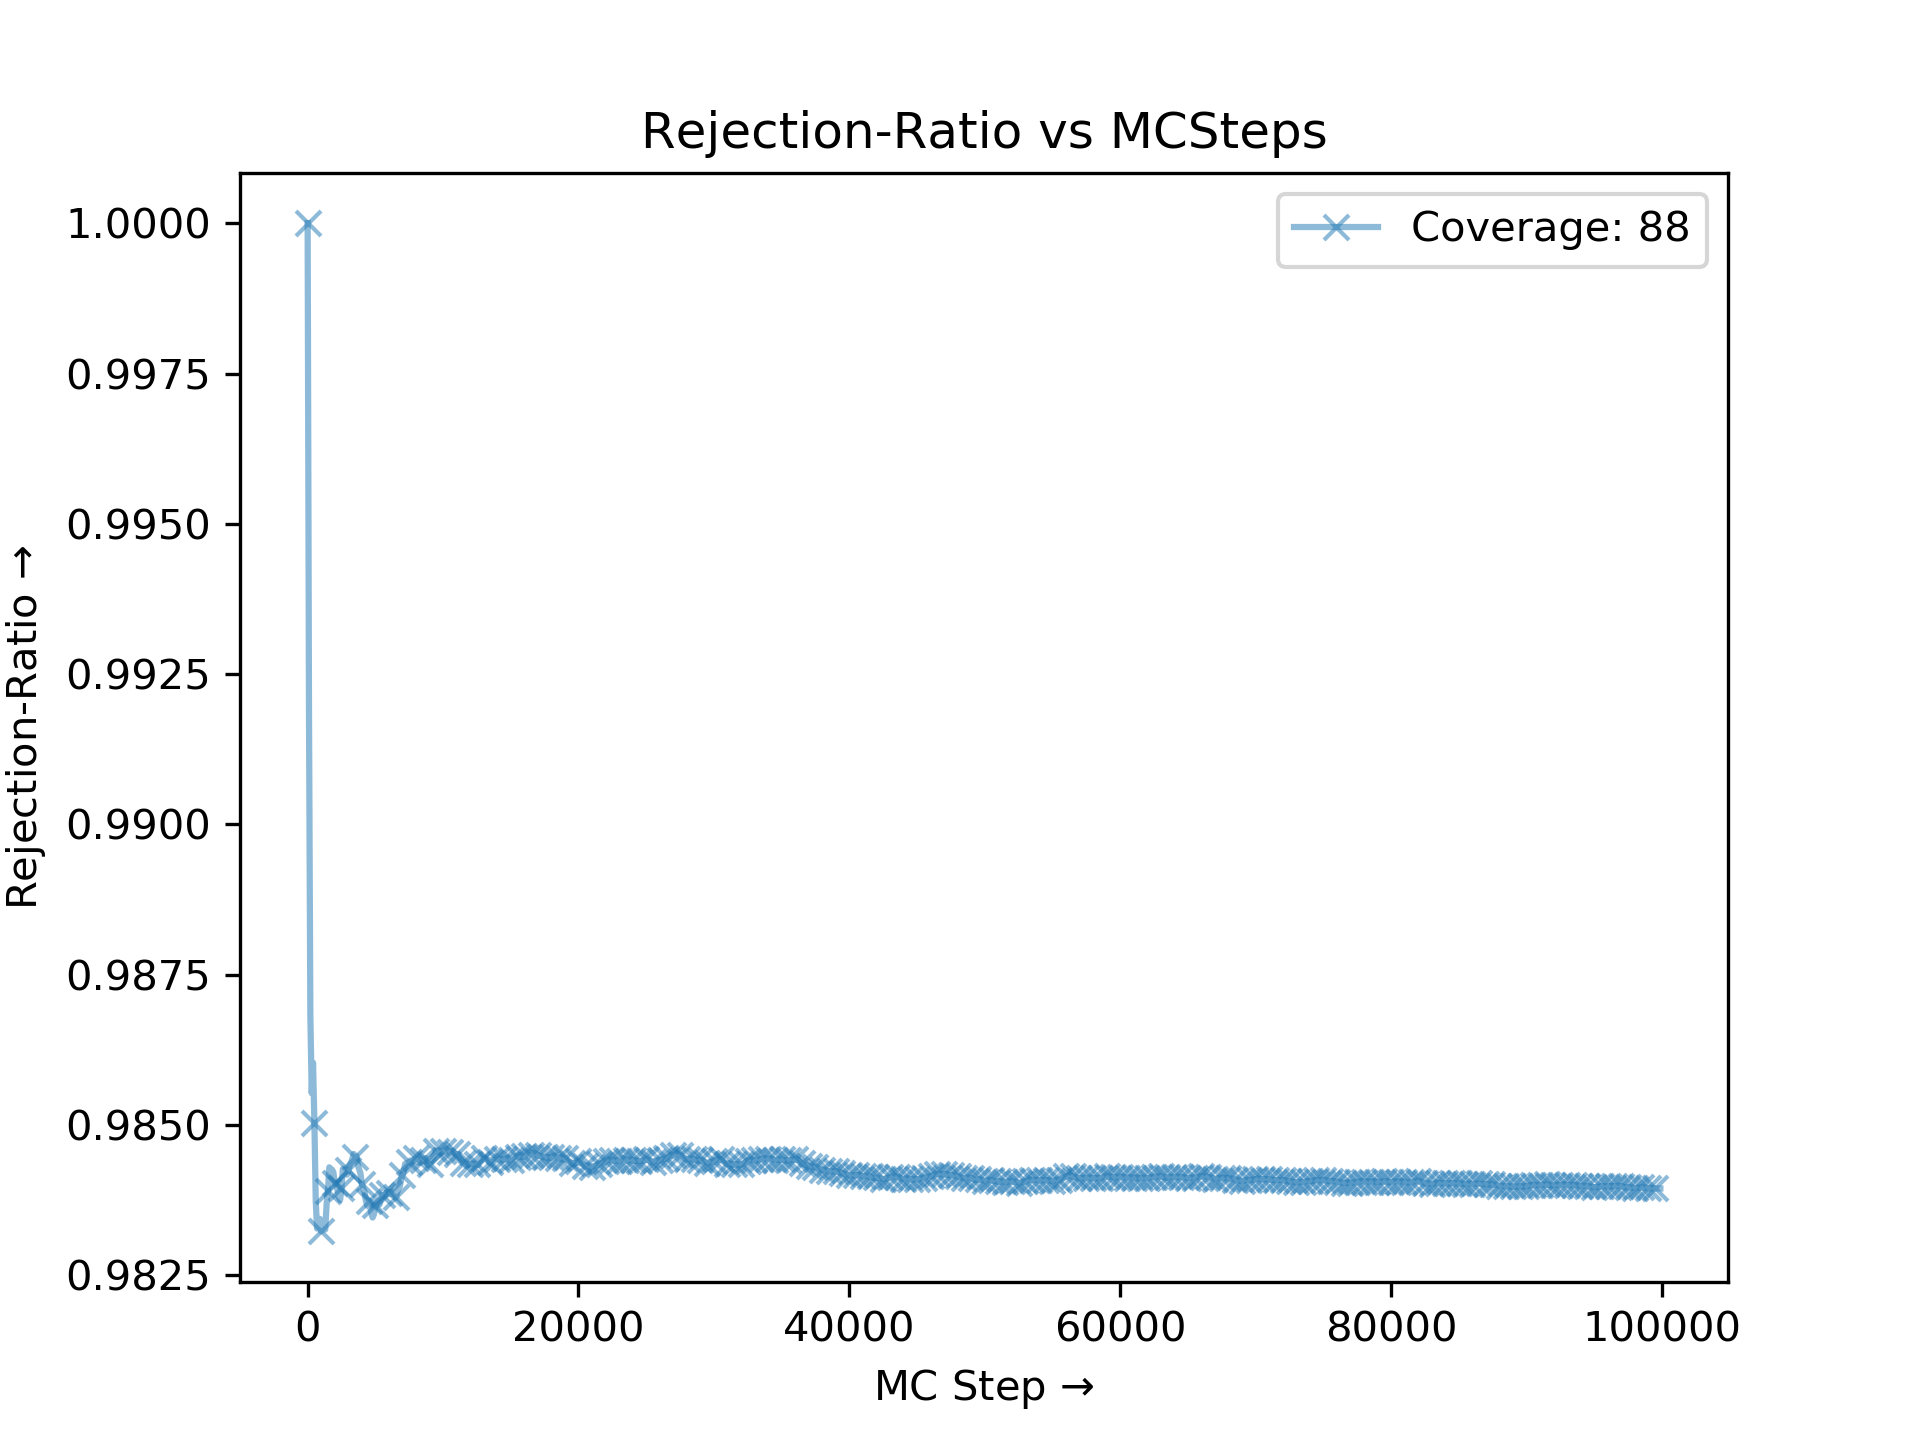 Rejection-Ratio vs MCSteps
Coverage: 88
1.0000
0.9975
0.9950
0.9925
0.9900
0.9875
0.9850
0.9825
Rejection-Ratio →
0 20000 40000 60000 80000 100000
MC Step →